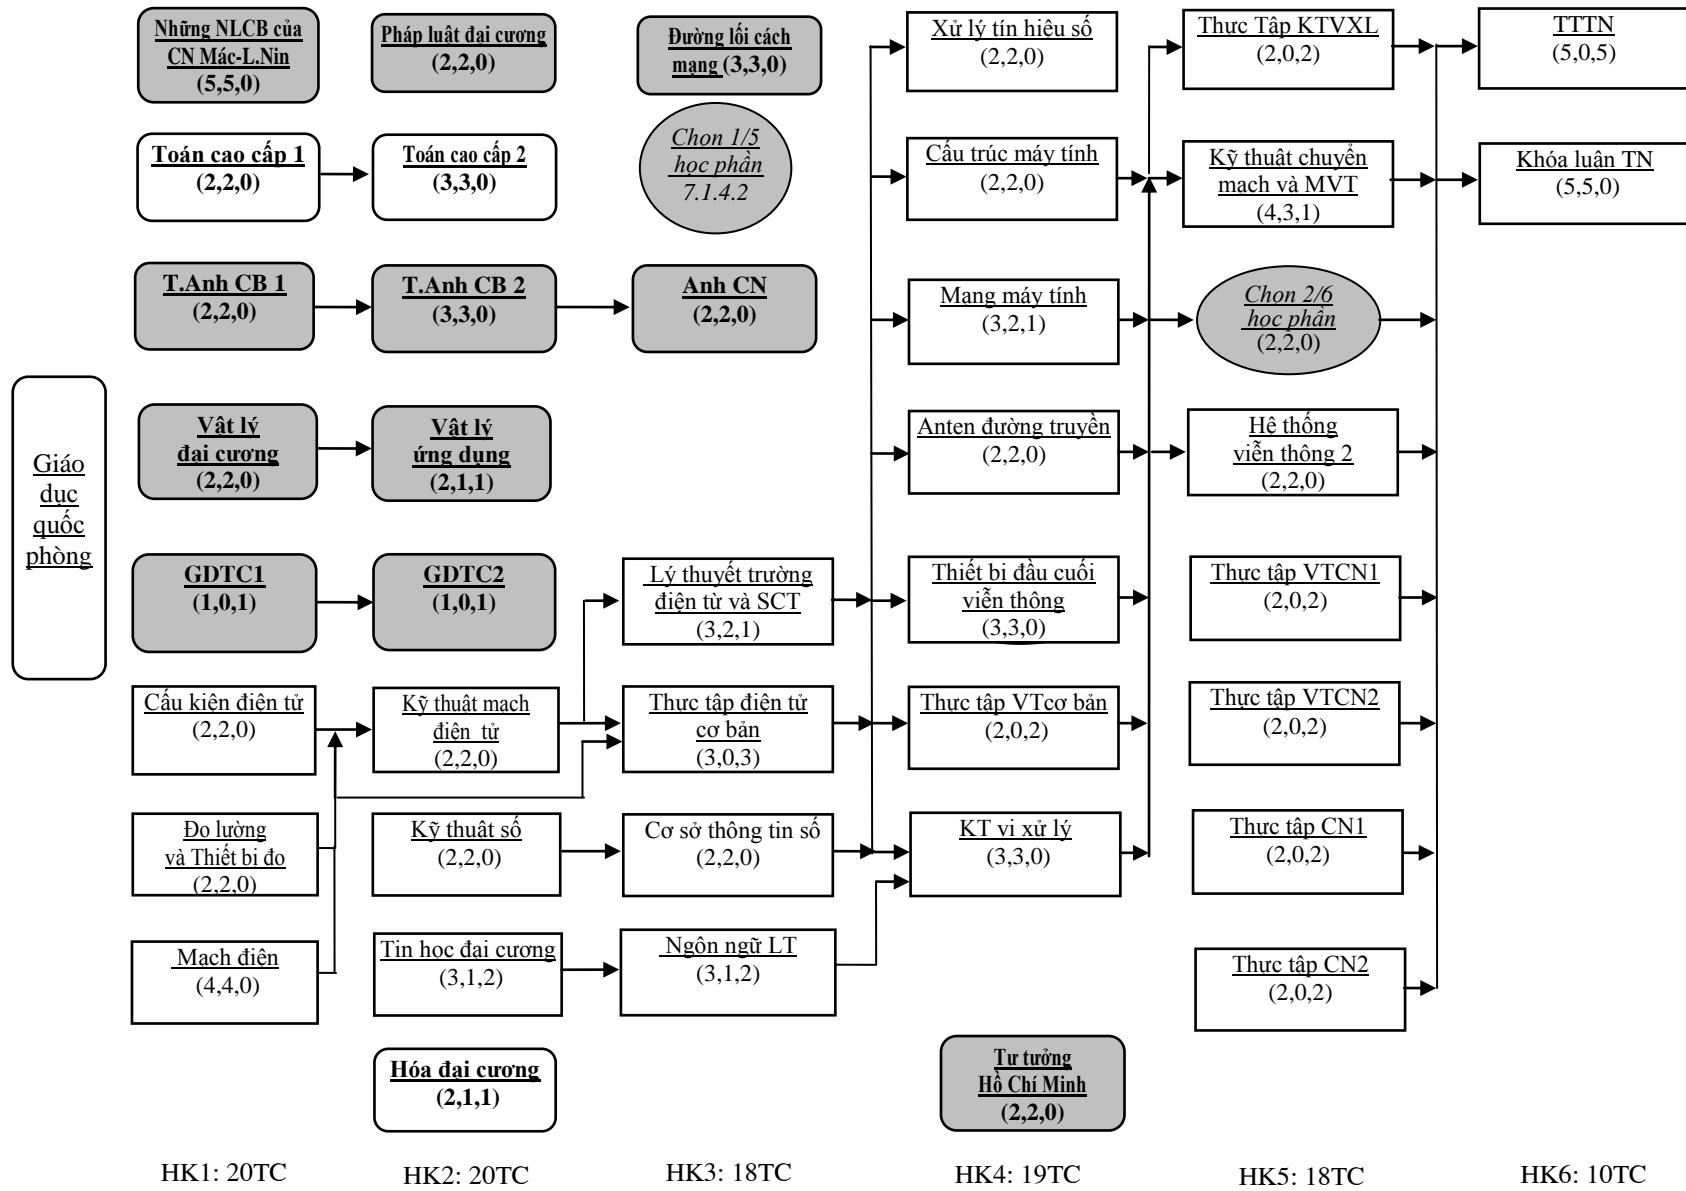 Những NLCB của
CN Mác-L.Nin
(5,5,0)
Pháp luật đại cương
(2,2,0)
Đường lối cách
mạng (3,3,0)
Xử lý tín hiệu số
(2,2,0)
Thực Tập KTVXL
(2,0,2)
TTTN
(5,0,5)
Toán cao cấp 1
(2,2,0)
Toán cao cấp 2
(3,3,0)
Chọn 1/5
học phần
7.1.4.2
Cấu trúc máy tính
(2,2,0)
Kỹ thuật chuyển
mạch và MVT
(4,3,1)
Khóa luận TN
(5,5,0)
T.Anh CB 1
(2,2,0)
T.Anh CB 2
(3,3,0)
Anh CN
(2,2,0)
Mạng máy tính
(3,2,1)
Chọn 2/6
học phần
(2,2,0)
Giáo
dục
quốc
phòng
Vật lý
đại cương
(2,2,0)
Vật lý
ứng dụng
(2,1,1)
Anten đường truyền
(2,2,0)
Hệ thống
viễn thông 2
(2,2,0)
GDTC1
(1,0,1)
GDTC2
(1,0,1)
Lý thuyết trường
điện từ và SCT
(3,2,1)
Thiết bị đầu cuối
viễn thông
(3,3,0)
Thực tập VTCN1
(2,0,2)
Cấu kiện điện tử
(2,2,0)
Kỹ thuật mạch
điện tử
(2,2,0)
Thực tập điện tử
cơ bản
(3,0,3)
Thực tập VTcơ bản
(2,0,2)
Thực tập VTCN2
(2,0,2)
Đo lường
và Thiết bị đo
(2,2,0)
Kỹ thuật số
(2,2,0)
Cơ sở thông tin số
(2,2,0)
KT vi xử lý
(3,3,0)
Thực tập CN1
(2,0,2)
Mạch điện
(4,4,0)
Tin học đại cương
(3,1,2)
Ngôn ngữ LT
(3,1,2)
Thực tập CN2
(2,0,2)
Hóa đại cương
(2,1,1)
Tư tưởng
Hồ Chí Minh
(2,2,0)
HK1: 20TC
HK2: 20TC
HK3: 18TC
HK4: 19TC
HK5: 18TC
HK6: 10TC